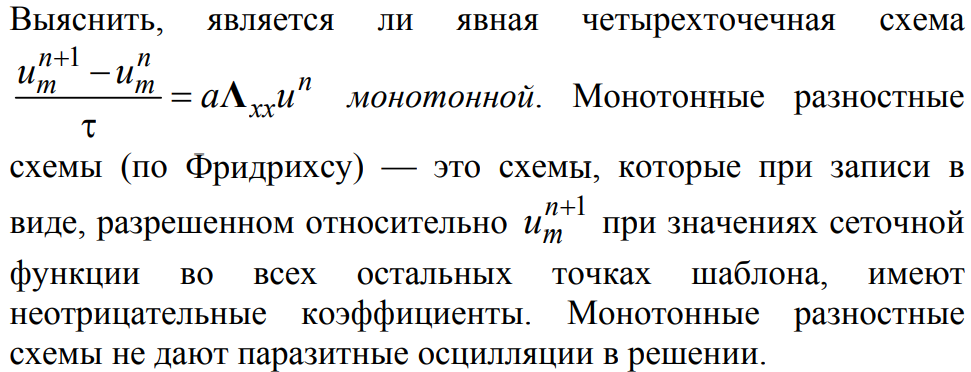 Выяснить, является ли явная четырехточечная схема
$\frac{u_m^{n+1} - u_m^n}{\tau} = a\mathbf{\Lambda}_{xx}u^n$ монотонной. Монотонные разностные
схемы (по Фридрихсу) — это схемы, которые при записи в
виде, разрешенном относительно $u_m^{n+1}$ при значениях сеточной
функции во всех остальных точках шаблона, имеют
неотрицательные коэффициенты. Монотонные разностные
схемы не дают паразитные осцилляции в решении.